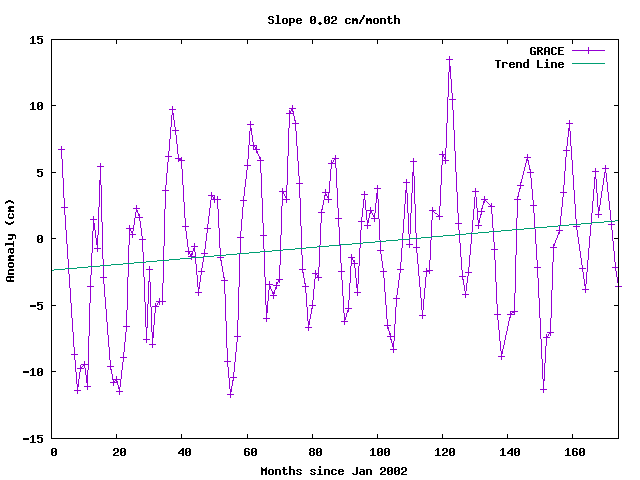 Slope 0.02 cm/month
15
GRACE
Trend Line
10
5
0
-5
-10
-15
Anomaly (cm)
0 20 40 60 80 100 120 140 160
Months since Jan 2002